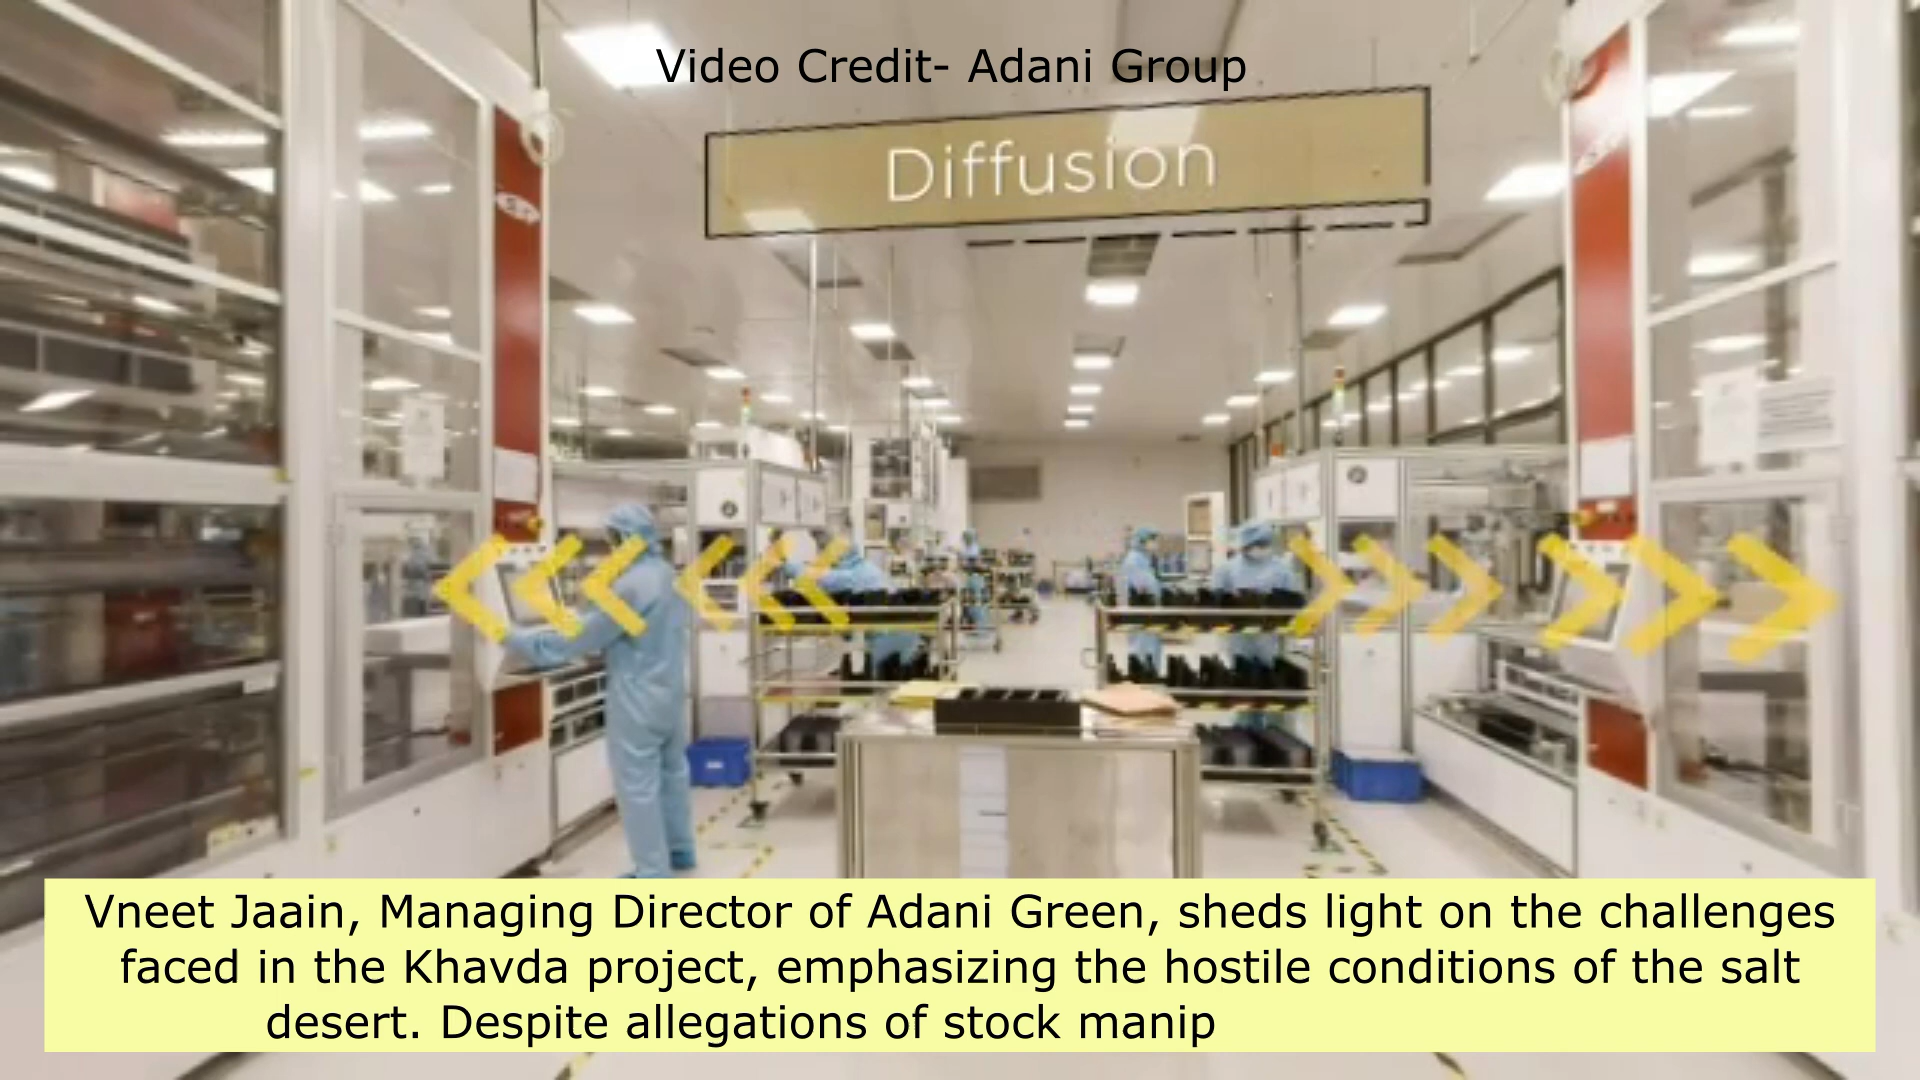 Video Credit- Adani Group
Diffusion
Vneet Jaain, Managing Director of Adani Green, sheds light on the challenges
faced in the Khavda project, emphasizing the hostile conditions of the salt
desert. Despite allegations of stock manip